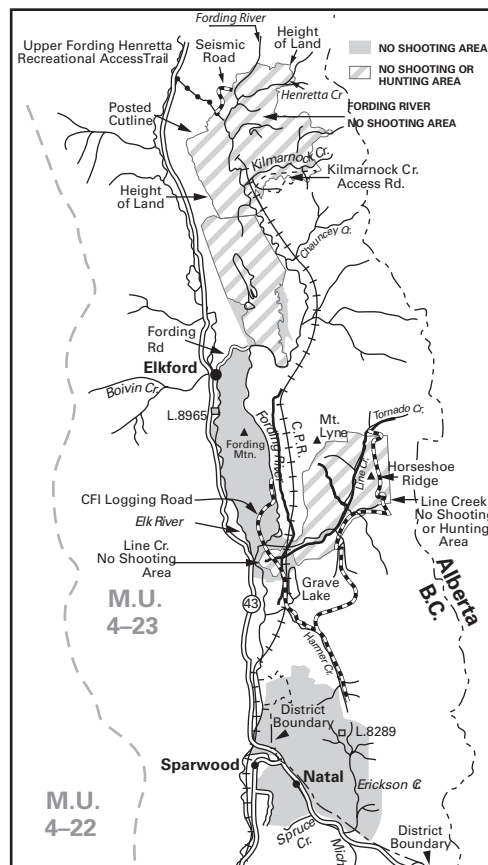 Fording River
Upper Fording Henretta
Recreational AccessTrail
Seismic
Road
Height of
Land
NO SHOOTING AREA
NO SHOOTING OR
HUNTING AREA
Henretta Cr
Posted
Cutline
FORDING RIVER
NO SHOOTING AREA
Kilmarnock Cr.
Kilmarnock Cr.
Access Rd.
Height
of Land
Chauncey Cr.
Fording
Rd
Elkford
Boivin Cr.
L.8965
Fording
Mtn.
Fording River
C.P.R.
Mt.
Lyne
Tornado Cr.
Line Cr.
Horseshoe
Ridge
CFI Logging Road
Elk River
Line Creek
No Shooting
or Hunting
Area
Line Cr.
No Shooting
Area
Grave
Lake
Alberta
B.C.
M.U.
4–23
43
Harmer Cr.
District
Boundary
L.8289
Sparwood
Natal
Erickson C
M.U.
4–22
Spruce
Cr.
Mich
District
Boundary